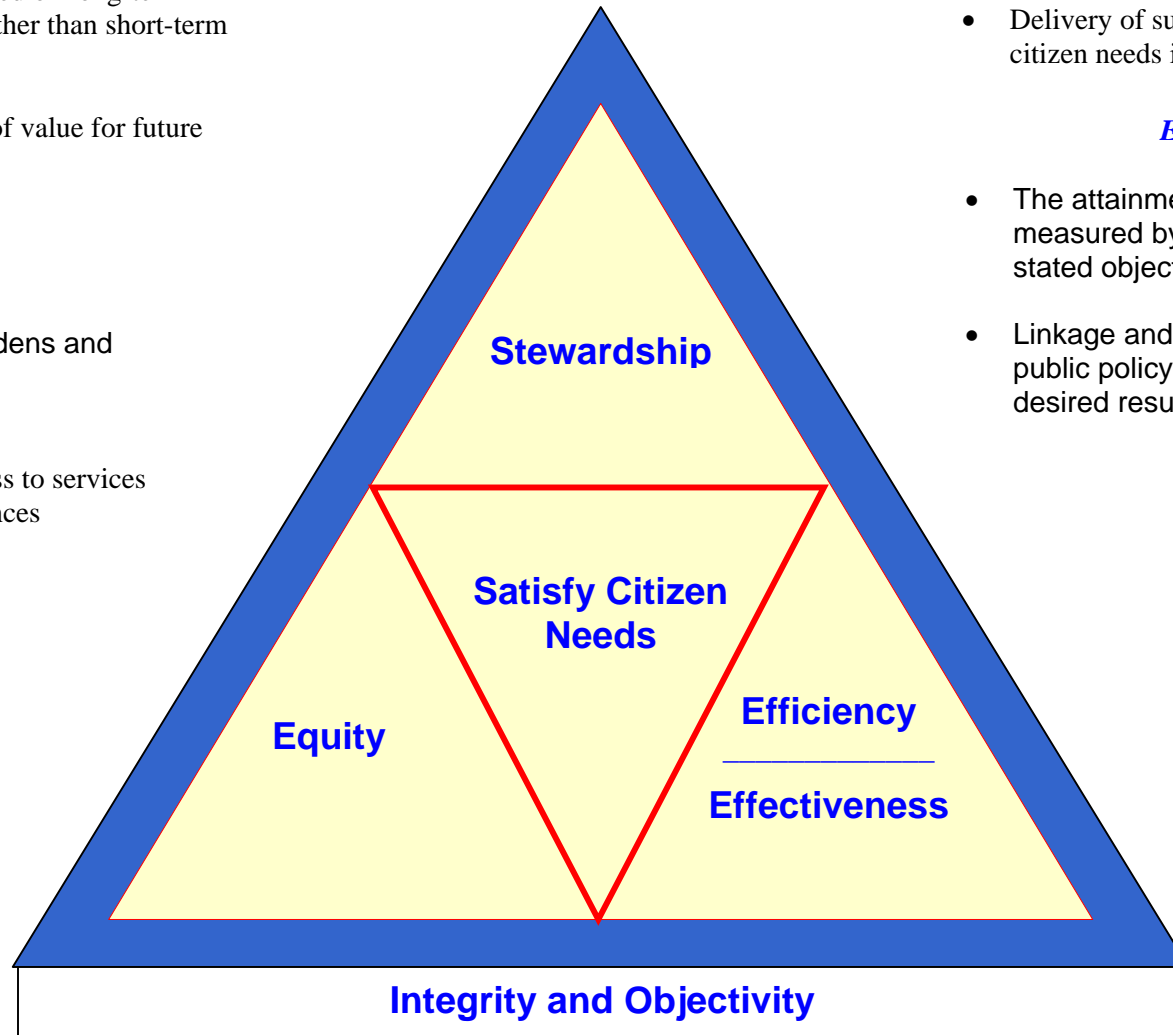 ther than short-term
of value for future
dens and
ss to services
nces
Stewardship
Satisfy Citizen
Needs
Equity
Efficiency
Effectiveness
Integrity and Objectivity
• Delivery of su
citizen needs i
E
• The attainme
measured by
stated object
• Linkage and
public policy
desired resu